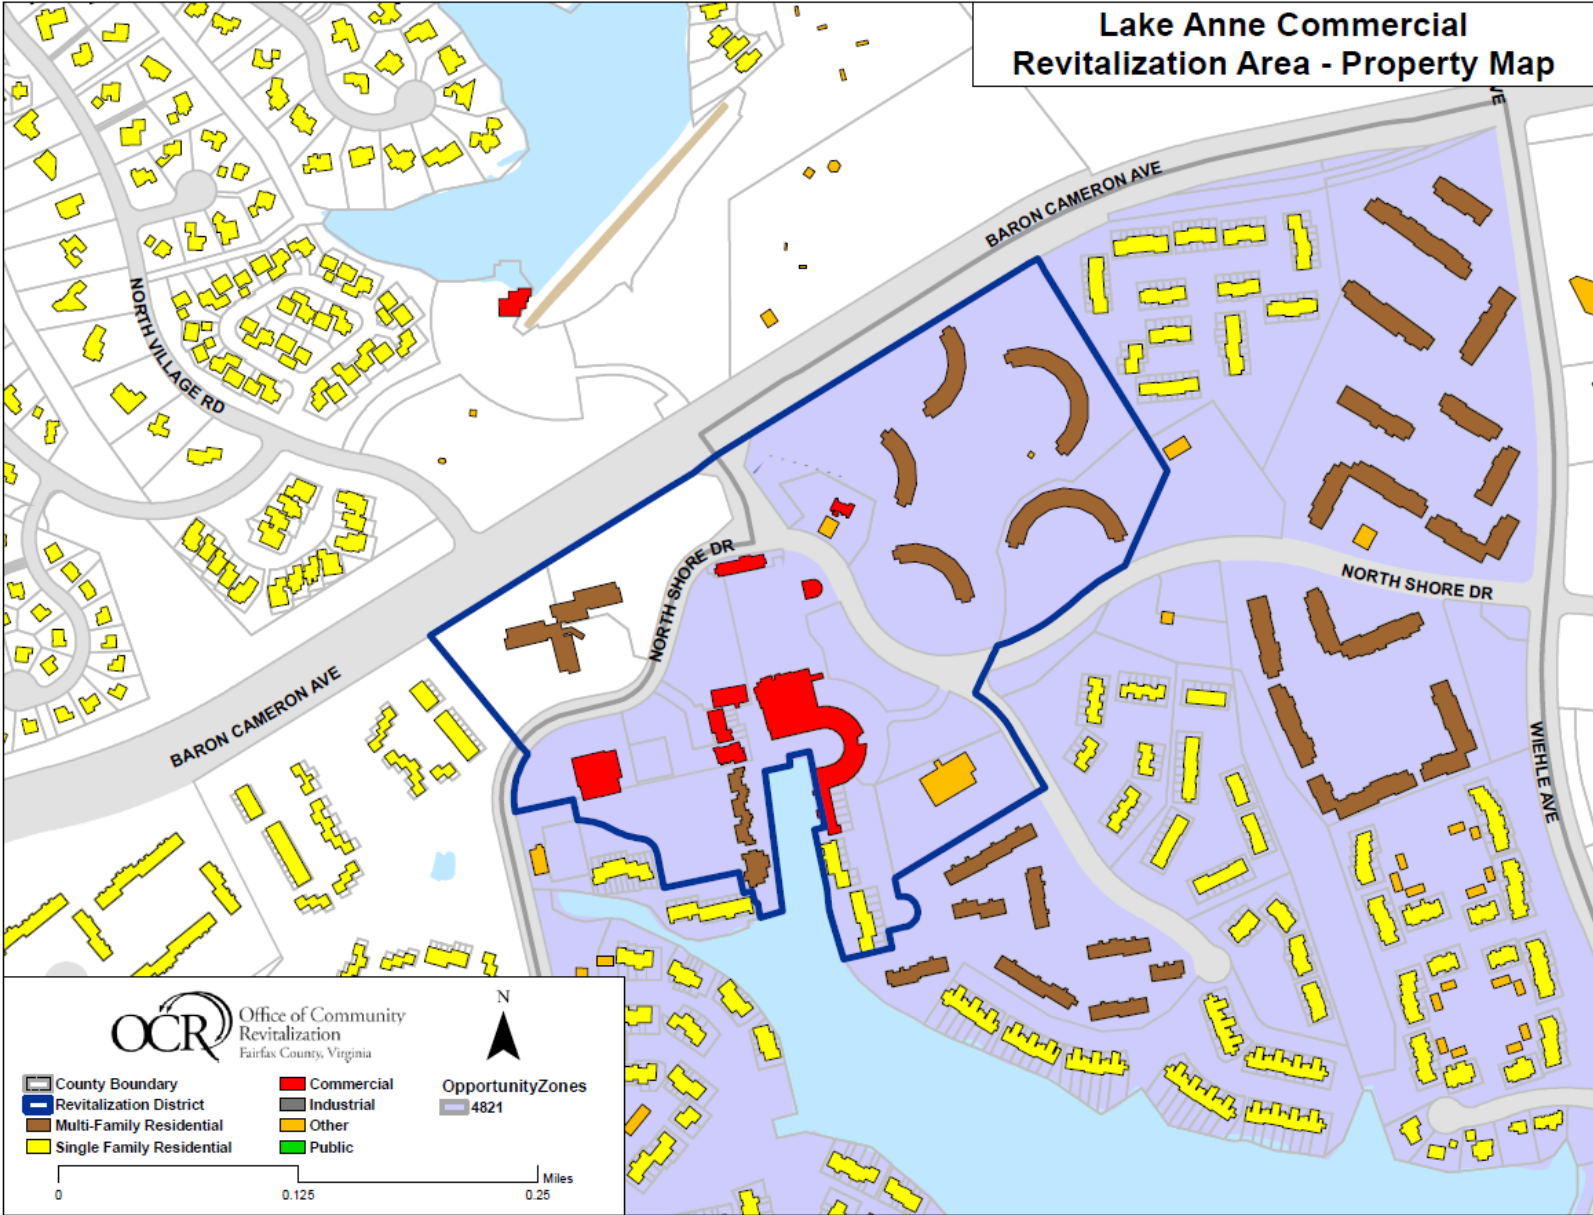 Lake Anne Commercial
Revitalization Area - Property Map
VE
BARON CAMERON AVE
NORTH VILLAGE RD
NORTH SHORE DR
NORTH SHORE DR
BARON CAMERON AVE
WIEHLE AVE
OCR
Office of Community
Revitalization
Fairfax County, Virginia
N
County Boundary
Revitalization District
Multi-Family Residential
Single Family Residential
Commercial
Industrial
Other
Public
OpportunityZones
4821
Miles
0
0.125
0.25